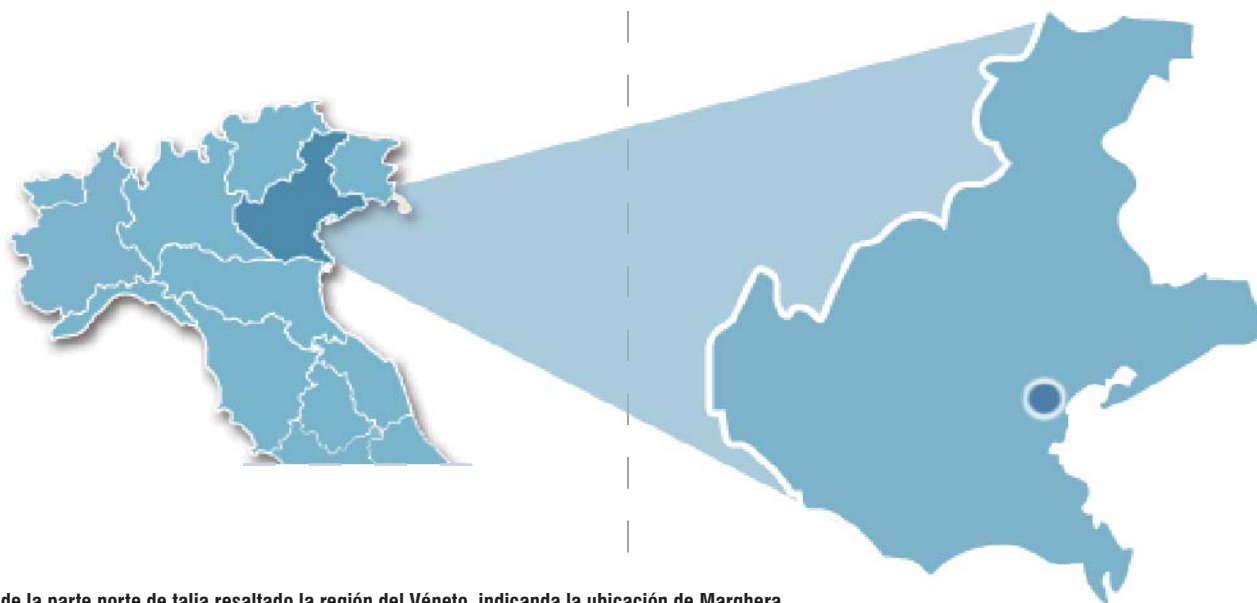 de la parte norte de talia resaltado la región del Véneto, indicanda la ubicación de Marghera